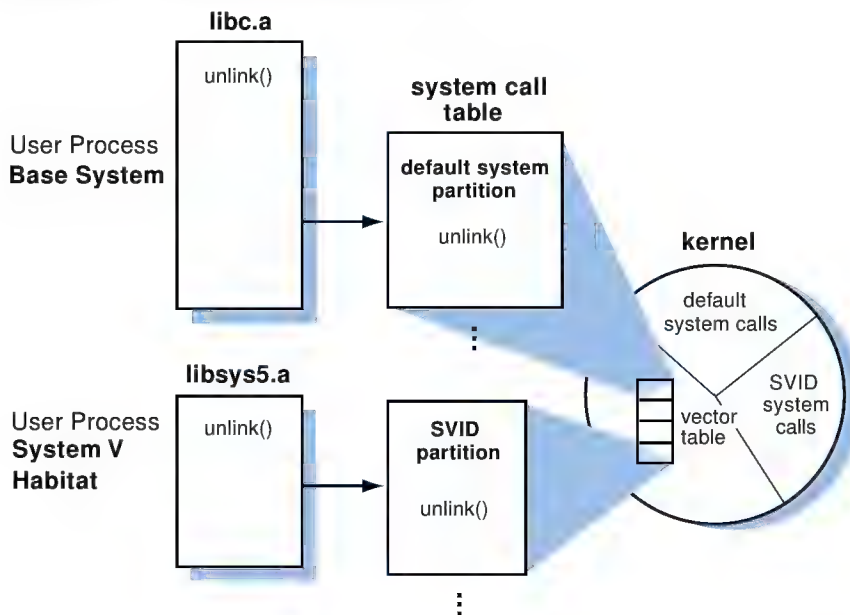 libc.a
unlink()
User Process
Base System
system call
table
default system
partition
unlink()
kernel
default
system calls
SVID
system
calls
vector
table
libsys5.a
User Process
System V
Habitat
unlink()
SVID
partition
unlink()